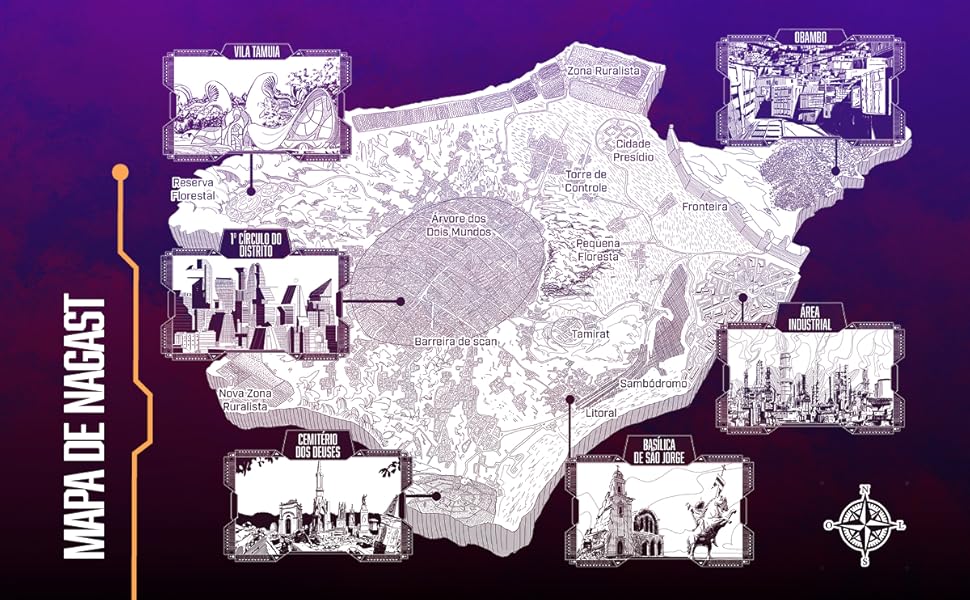 VILA TAMUIA
OBAMBO
Zona Ruralista
Cidade
Presídio
Torre de
Controle
Reserva
Florestal
Fronteira
Árvore dos
Dois Mundos
1º CÍRCULO DO
DISTRITO
Pequena
Floresta
ÁREA
INDUSTRIAL
Tamirat
Barreira de scan
Sambódromo
Nova Zona
Ruralista
Litoral
CEMITÉRIO
DOS DEUSES
BASÍLICA
DE SÃO JORGE
MAPA DE NAGAST
N
O
L
S